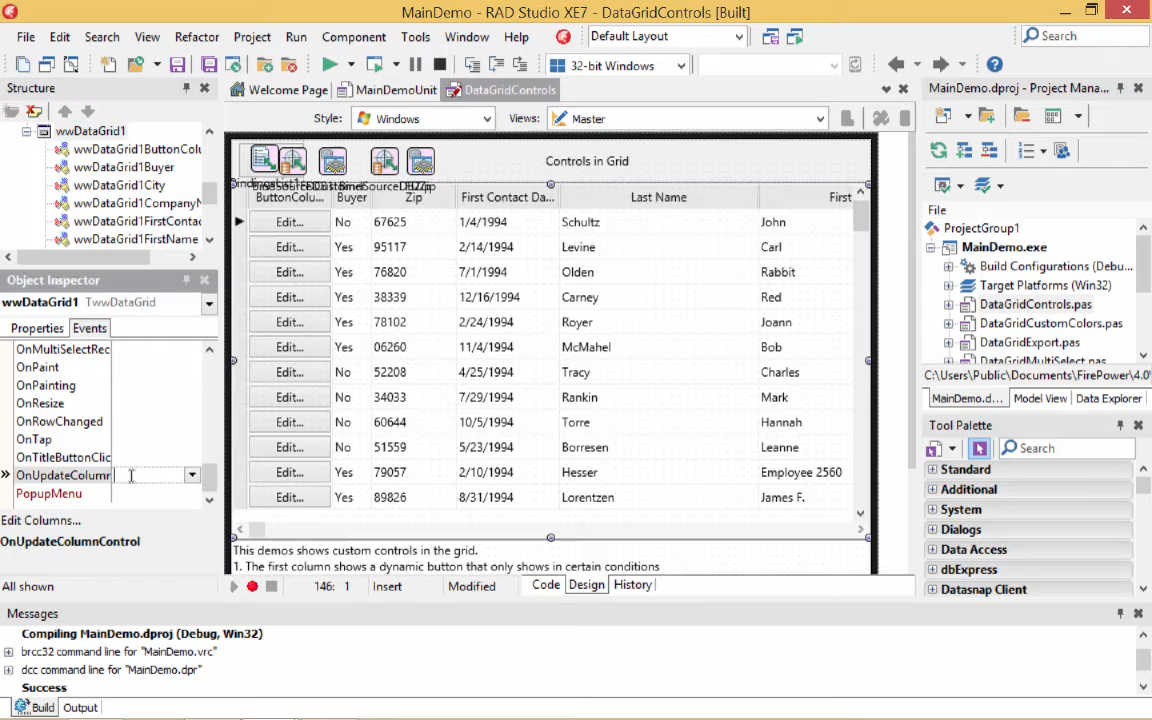 MainDemo - RAD Studio XE7 - DataGridControls [Built]
File Edit Search View Refactor Project Run Component Tools Window Help Default Layout Search
32-bit Windows
Structure
Welcome Page MainDemoUnit DataGridControls
MainDemo.dproj - Project Mana...
Style: Windows Views: Master
wwDataGrid1
wwDataGrid1ButtonColu
wwDataGrid1Buyer
wwDataGrid1City
wwDataGrid1CompanyN
wwDataGrid1FirstContac
wwDataGrid1FirstName
Controls in Grid
ButtonColu... Buyer Zip First Contact Da... Last Name First
Edit... No 67625 1/4/1994 Schultz John
Edit... Yes 95117 2/14/1994 Levine Carl
Edit... Yes 76820 7/1/1994 Olden Rabbit
Edit... Yes 38339 12/16/1994 Carney Red
Edit... Yes 78102 2/24/1994 Royer Joann
Edit... Yes 06260 11/4/1994 McMahel Bob
Edit... Yes 52208 4/25/1994 Tracy Charles
Edit... No 34033 7/29/1994 Rankin Mark
Edit... No 60644 10/5/1994 Torre Hannah
Edit... No 51559 5/23/1994 Borresen Leanne
Edit... Yes 79057 2/10/1994 Hesser Employee 2560
Edit... Yes 89826 8/31/1994 Lorentzen James F.
This demos shows custom controls in the grid.
1. The first column shows a dynamic button that only shows in certain conditions
Object Inspector
wwDataGrid1 TwwDataGrid
Properties Events
OnMultiSelectRec
OnPaint
OnPainting
OnResize
OnRowChanged
OnTap
OnTitleButtonClic
OnUpdateColumn
PopupMenu
Edit Columns...
OnUpdateColumnControl
All shown
146: 1 Insert Modified Code Design History
File
ProjectGroup1
MainDemo.exe
Build Configurations (Debu...
Target Platforms (Win32)
DataGridControls.pas
DataGridCustomColors.pas
DataGridExport.pas
DataGridMultiSelect.pas
C:\Users\Public\Documents\FirePower\4.0\
MainDemo.d... Model View Data Explorer
Tool Palette
Search
Standard
Additional
System
Dialogs
Data Access
dbExpress
Datasnap Client
Messages
Compiling MainDemo.dproj (Debug, Win32)
brcc32 command line for "MainDemo.vrc"
dcc command line for "MainDemo.dpr"
Success
Build Output